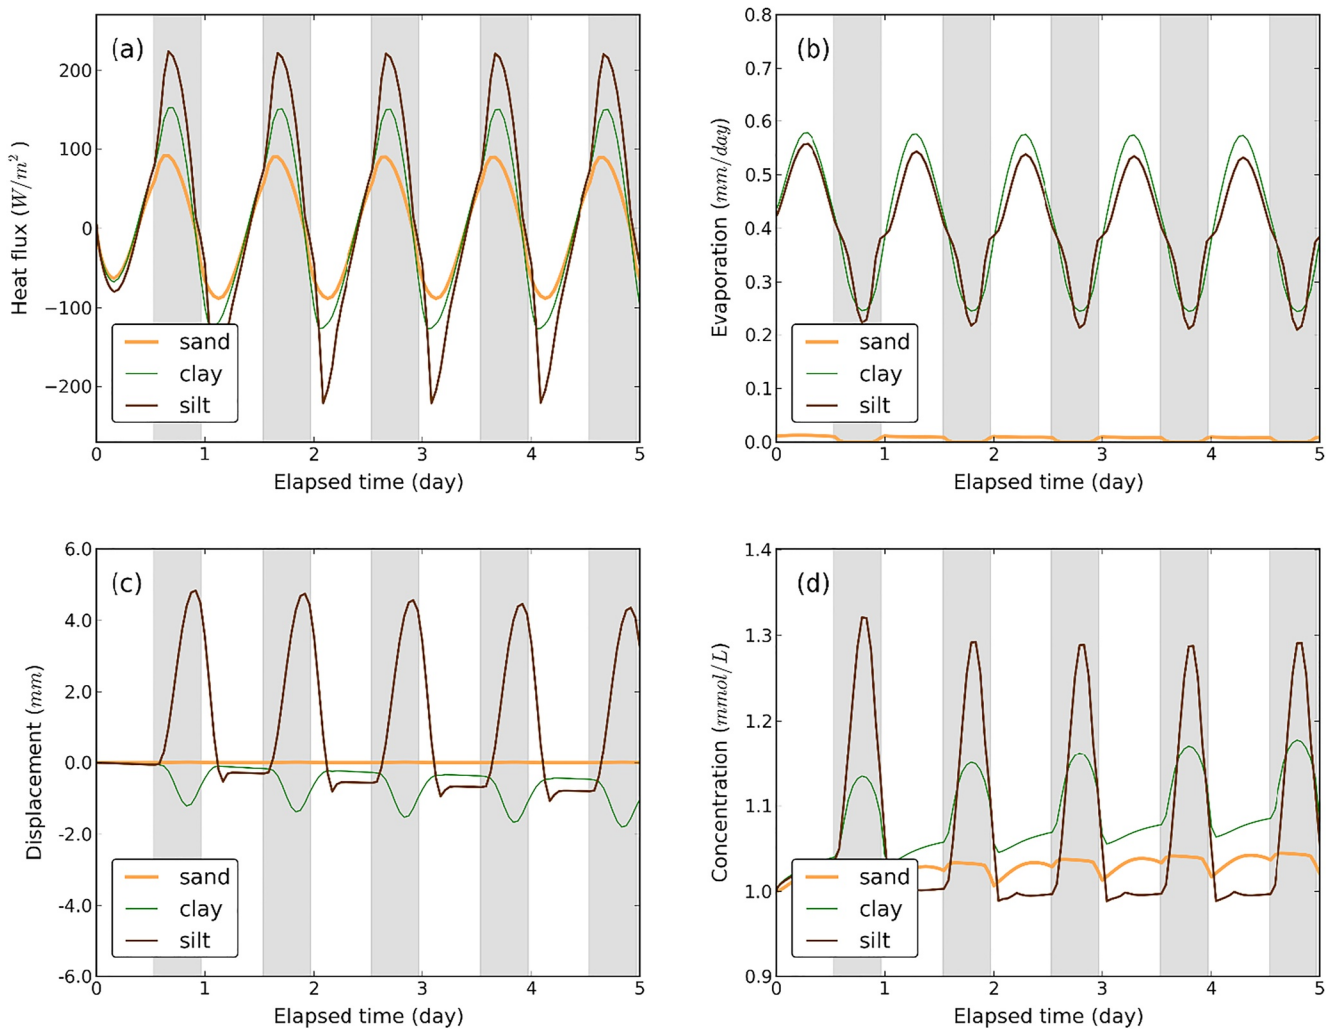 (a)
200
100
0
−100
−200
Heat flux (W/m²)
sand
clay
silt
0 1 2 3 4 5
Elapsed time (day)
(b)
0.8
0.7
0.6
0.5
0.4
0.3
0.2
0.1
0.0
Evaporation (mm/day)
sand
clay
silt
0 1 2 3 4 5
Elapsed time (day)
(c)
6.0
4.0
2.0
0.0
-2.0
-4.0
-6.0
Displacement (mm)
sand
clay
silt
0 1 2 3 4 5
Elapsed time (day)
(d)
1.4
1.3
1.2
1.1
1.0
0.9
Concentration (mmol/L)
sand
clay
silt
0 1 2 3 4 5
Elapsed time (day)